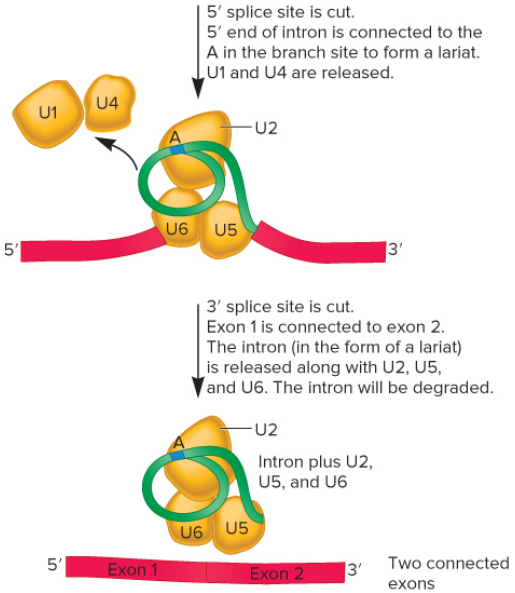 5′ splice site is cut.
5′ end of intron is connected to the
A in the branch site to form a lariat.
U1 and U4 are released.
U1
U4
U2
A
U6
U5
5′
3′
3′ splice site is cut.
Exon 1 is connected to exon 2.
The intron (in the form of a lariat)
is released along with U2, U5,
and U6. The intron will be degraded.
U2
A
Intron plus U2,
U5, and U6
U6
U5
5′
Exon 1
Exon 2
3′
Two connected
exons